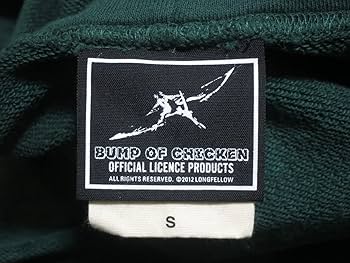 BUMP OF CHICKEN
OFFICIAL LICENCE PRODUCTS
ALL RIGHTS RESERVED. ©2012 LONGFELLOW
S